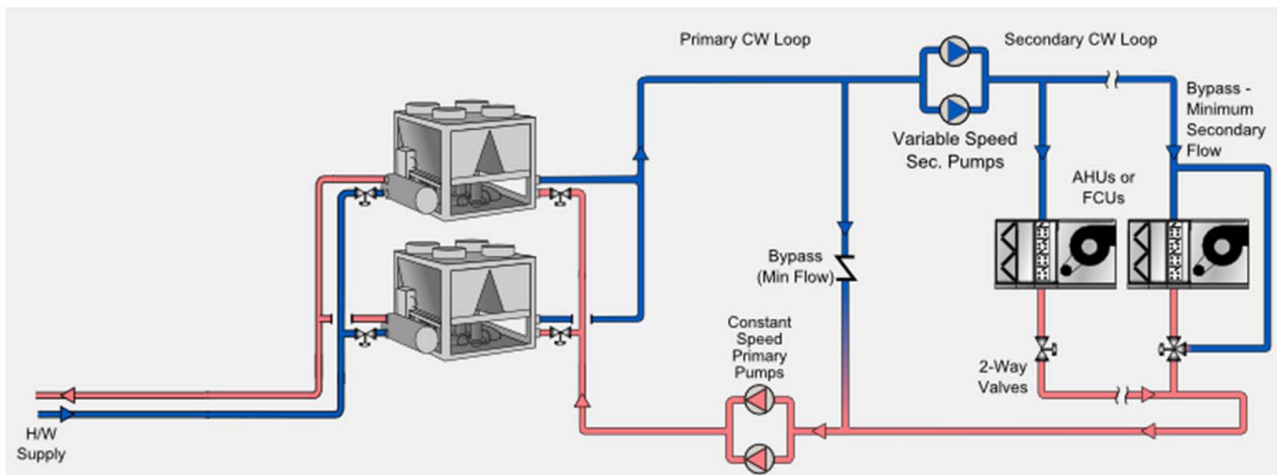 Primary CW Loop
Secondary CW Loop
Bypass -
Minimum
Secondary
Flow
Variable Speed
Sec. Pumps
AHUs or
FCUs
Bypass
(Min Flow)
Constant
Speed
Primary
Pumps
2-Way
Valves
H/W
Supply